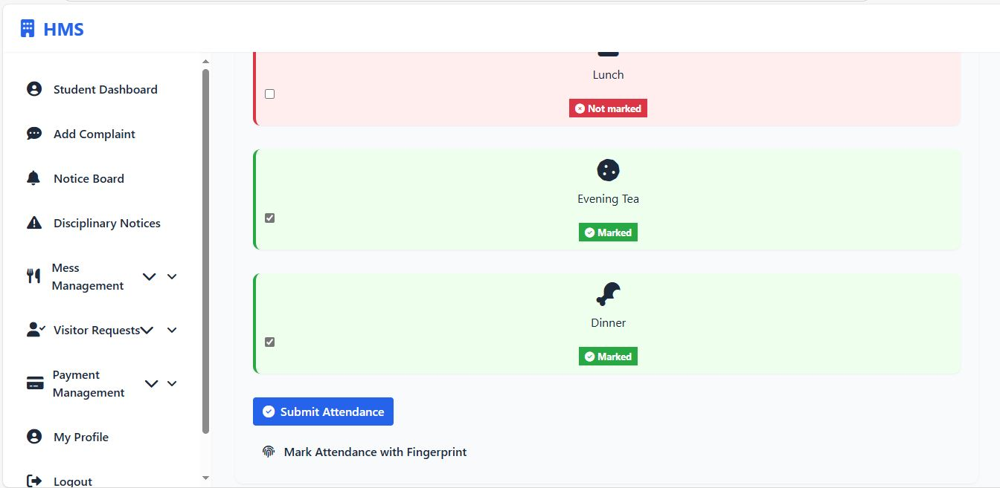 HMS
Student Dashboard
Add Complaint
Notice Board
Disciplinary Notices
Mess
Management
Visitor Requests
Payment
Management
My Profile
Logout
Lunch
Not marked
Evening Tea
Marked
Dinner
Marked
Submit Attendance
Mark Attendance with Fingerprint